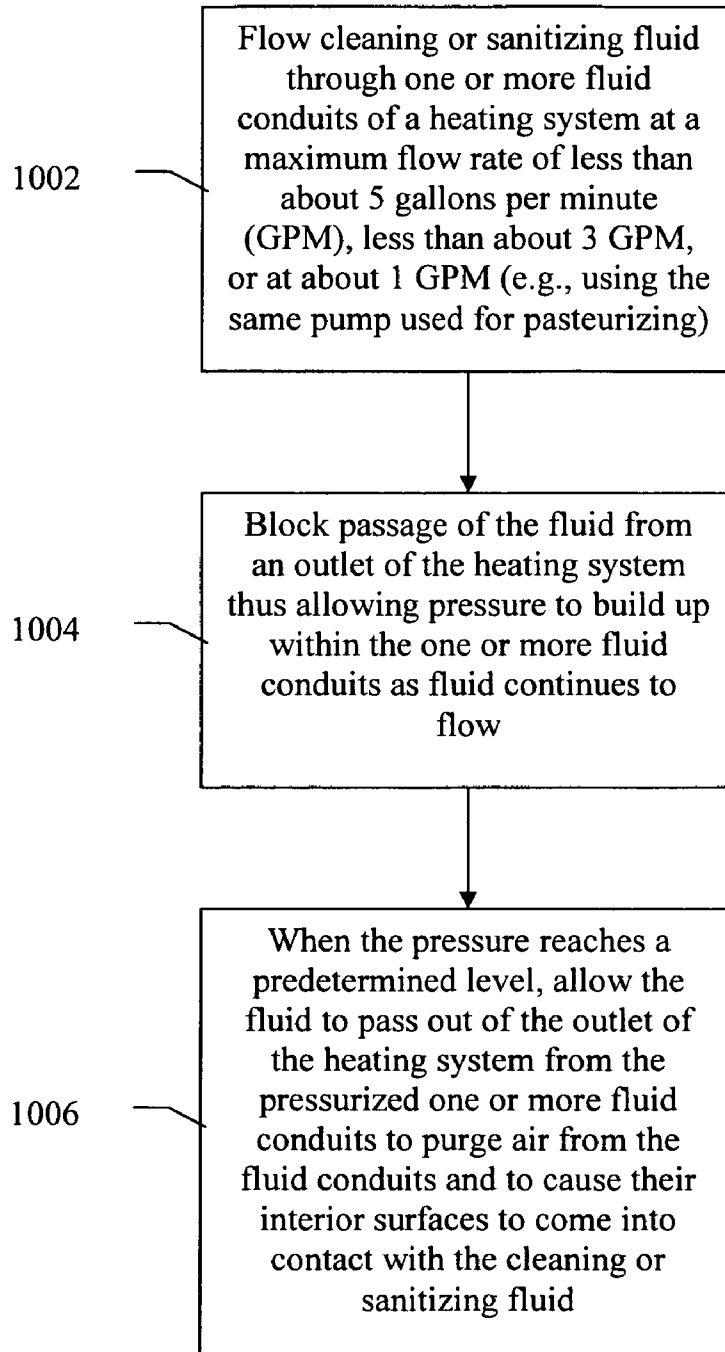 Flow cleaning or sanitizing fluid
through one or more fluid
conduits of a heating system at a
maximum flow rate of less than
about 5 gallons per minute
(GPM), less than about 3 GPM,
or at about 1 GPM (e.g., using the
same pump used for pasteurizing)
1002
Block passage of the fluid from
an outlet of the heating system
thus allowing pressure to build up
within the one or more fluid
conduits as fluid continues to
flow
1004
When the pressure reaches a
predetermined level, allow the
fluid to pass out of the outlet of
the heating system from the
pressurized one or more fluid
conduits to purge air from the
fluid conduits and to cause their
interior surfaces to come into
contact with the cleaning or
sanitizing fluid
1006